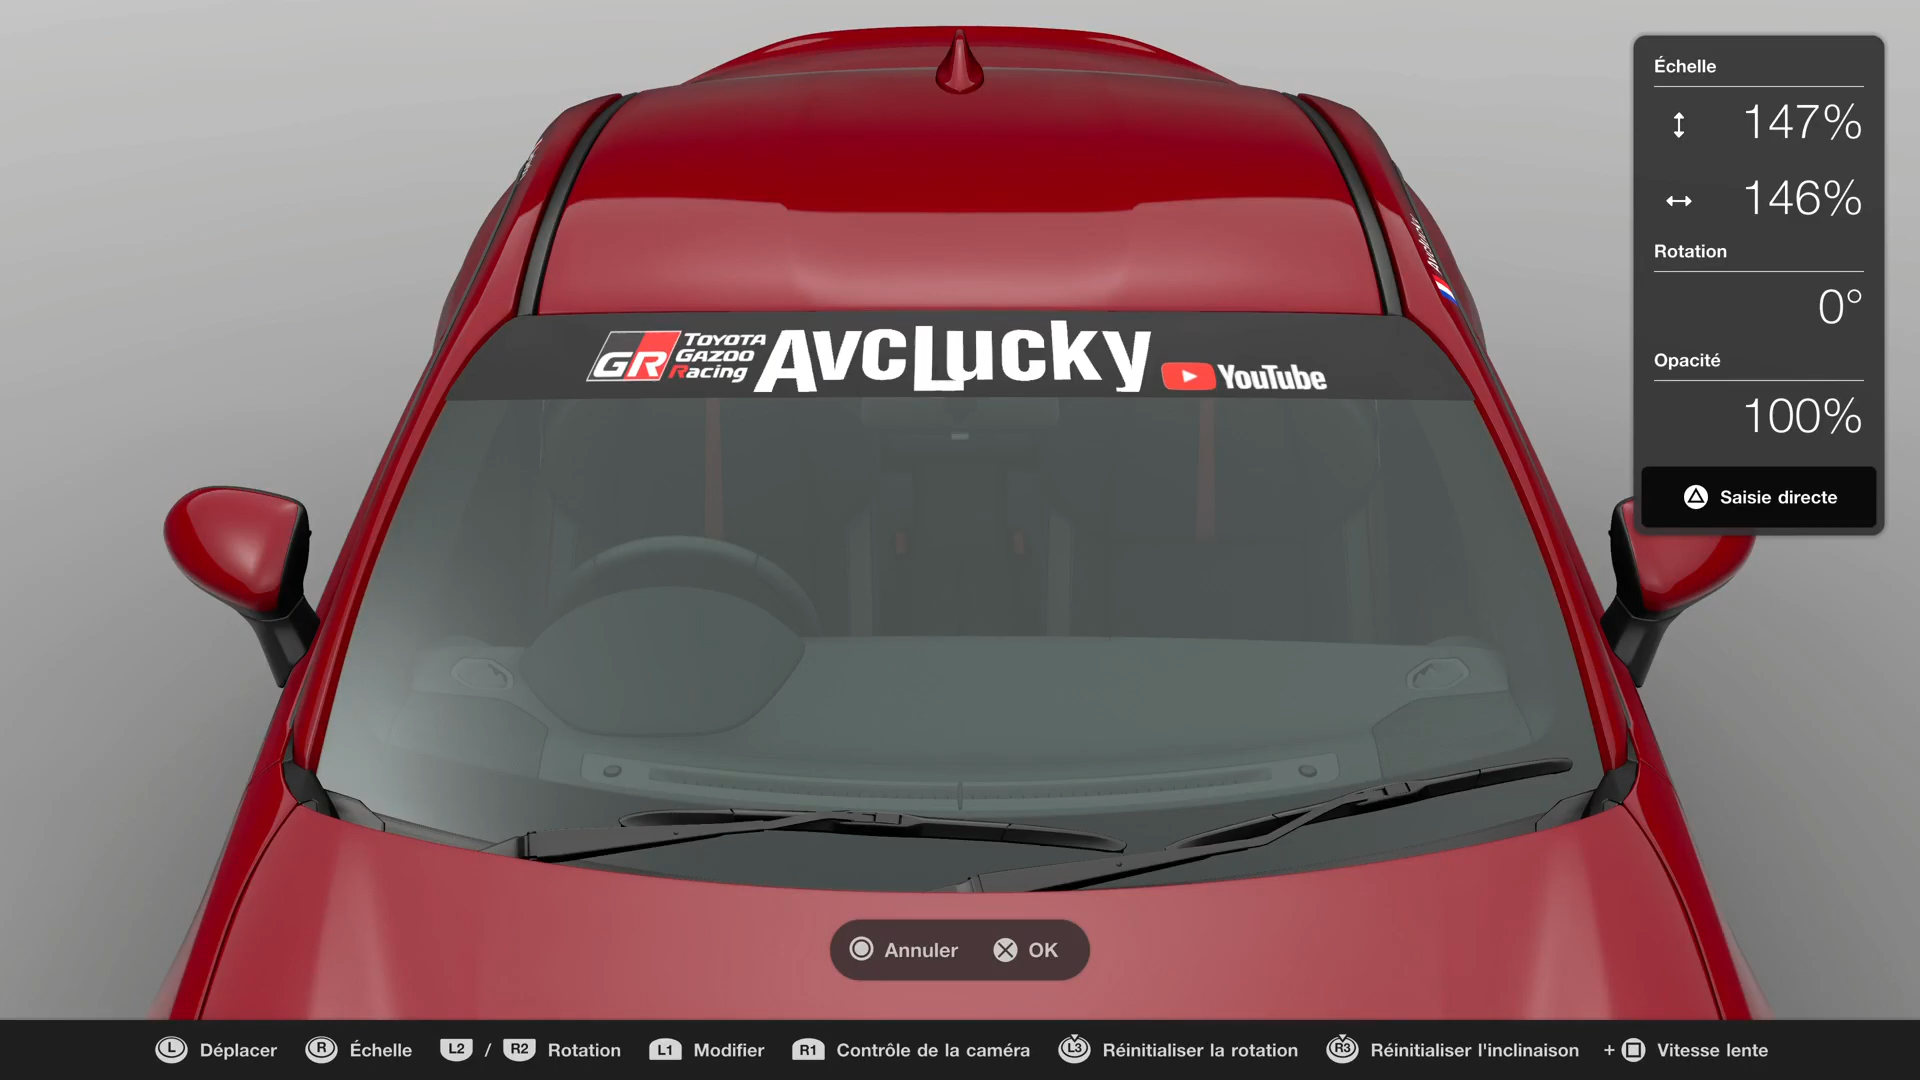 Échelle
147%
146%
Rotation
0°
Opacité
100%
Saisie directe
GR TOYOTA GAZOO Racing AvcLucky YouTube
Avclucky
Annuler OK
L Déplacer R Échelle L2 / R2 Rotation L1 Modifier R1 Contrôle de la caméra L3 Réinitialiser la rotation R3 Réinitialiser l'inclinaison + Vitesse lente